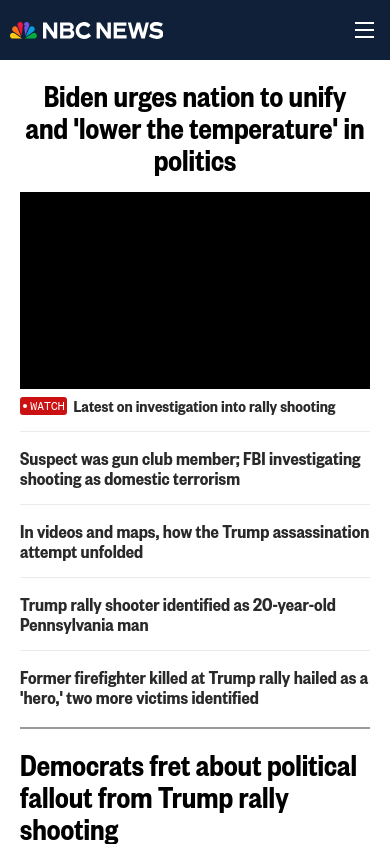 NBC NEWS
Biden urges nation to unify
and 'lower the temperature' in
politics
WATCH Latest on investigation into rally shooting
Suspect was gun club member; FBI investigating
shooting as domestic terrorism
In videos and maps, how the Trump assassination
attempt unfolded
Trump rally shooter identified as 20-year-old
Pennsylvania man
Former firefighter killed at Trump rally hailed as a
'hero,' two more victims identified
Democrats fret about political
fallout from Trump rally
shooting